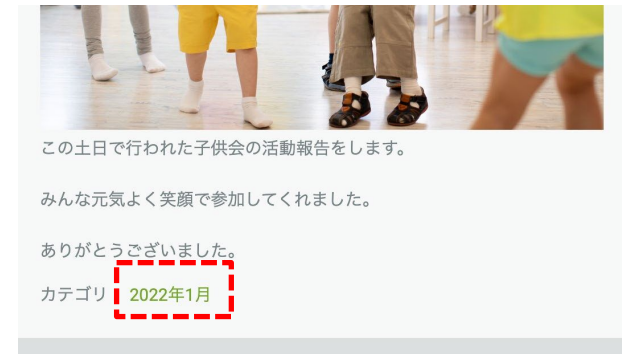 この土日で行われた子供会の活動報告をします。
みんな元気よく笑顔で参加してくれました。
ありがとうございました。
カテゴリ 2022年1月